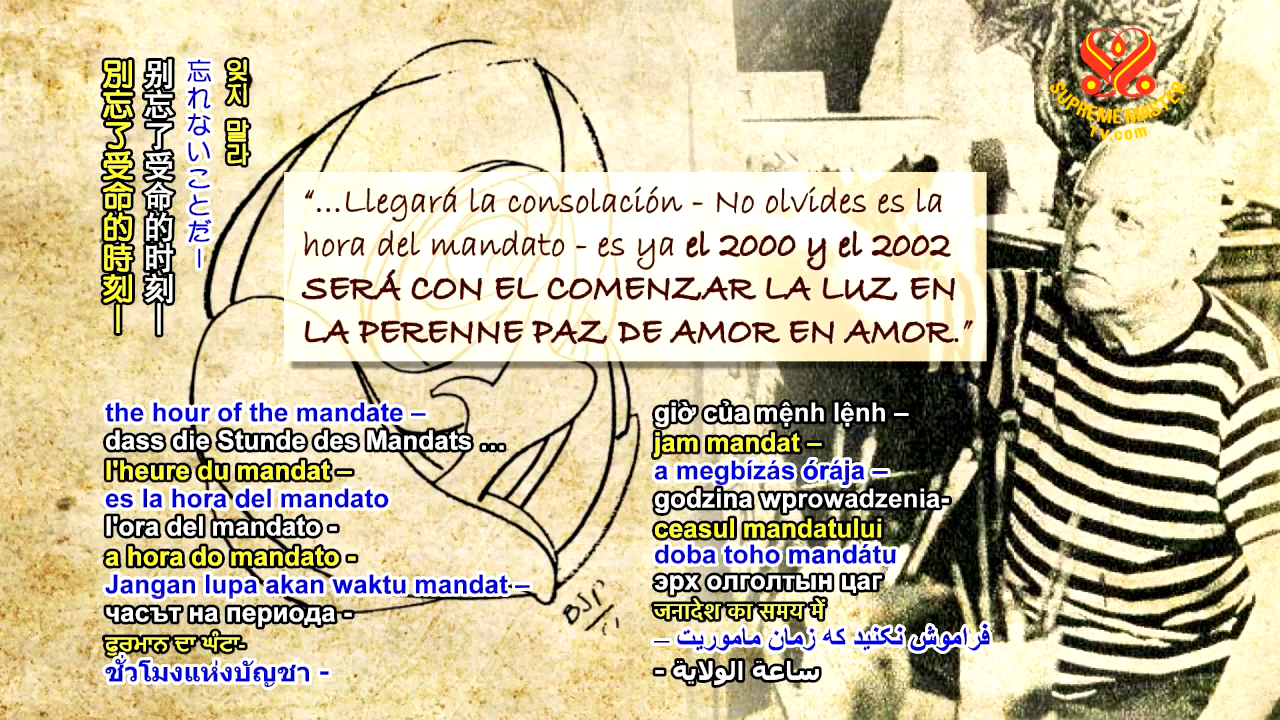 別忘了受命的時刻—
别忘了受命的时刻—
忘れないことだ–
잊지 말라
SUPREME MASTER
TV.com
“...Llegará la consolación - No olvides es la
hora del mandato - es ya el 2000 y el 2002
SERÁ CON EL COMENZAR LA LUZ EN
LA PERENNE PAZ DE AMOR EN AMOR.”
the hour of the mandate –
dass die Stunde des Mandats ...
l'heure du mandat –
es la hora del mandato
l'ora del mandato -
a hora do mandato -
Jangan lupa akan waktu mandat –
часът на периода -
ਫੁਰਮਾਨ ਦਾ ਘੰਟਾ-
ชั่วโมงแห่งบัญชา -
giờ của mệnh lệnh –
jam mandat –
a megbízás órája –
godzina wprowadzenia-
ceasul mandatului
doba toho mandátu
эрх олголтын цаг
जनादेश का समय में
فراموش نکنید که زمان ماموریت –
ساعة الولاية -